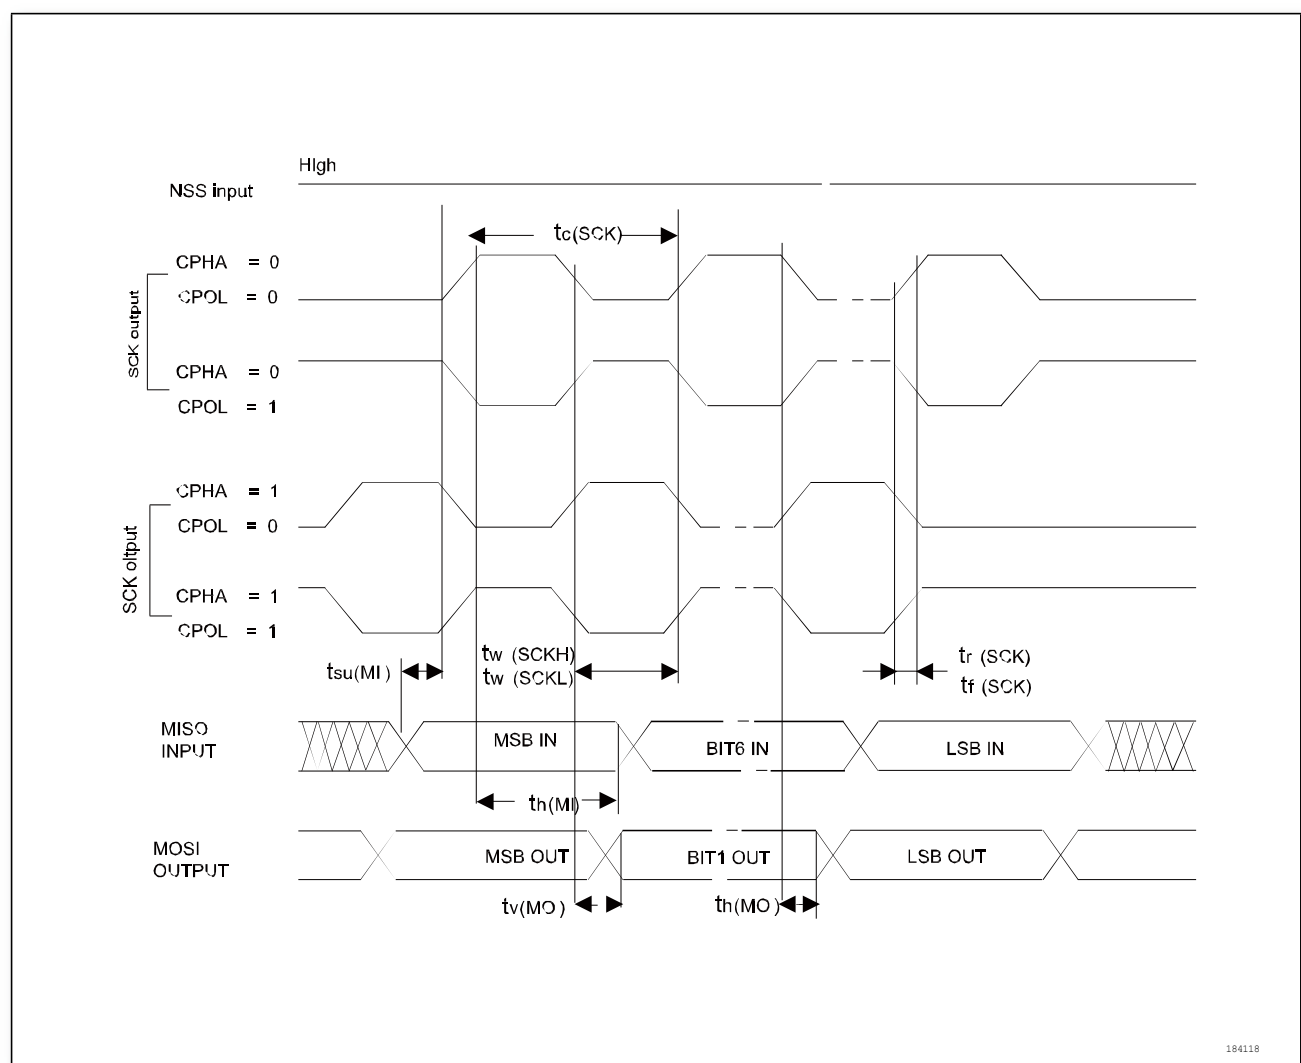 HIgh
NSS input
tc(SCK)
CPHA = 0
CPOL = 0
SCK output
CPHA = 0
CPOL = 1
CPHA = 1
CPOL = 0
SCK oltput
CPHA = 1
CPOL = 1
tsu(MI)
tw (SCKH)
tw (SCKL)
tr (SCK)
tf (SCK)
MISO
INPUT
MSB IN
BIT6 IN
LSB IN
th(MI)
MOSI
OUTPUT
MSB OUT
BIT1 OUT
LSB OUT
tv(MO)
th(MO)
184118